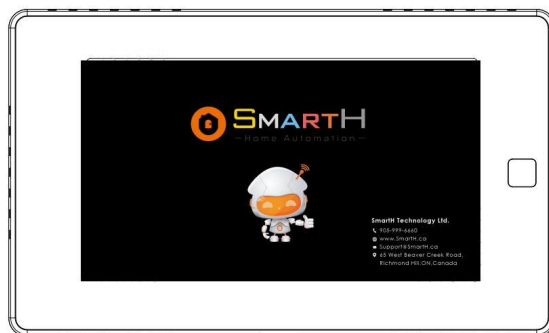 SMARTH
—Home Automation—
SmartH Technology Ltd.
905-999-6660
www.SmartH.ca
Support@SmartH.ca
65 West Beaver Creek Road,
Richmond Hill,ON,Canada